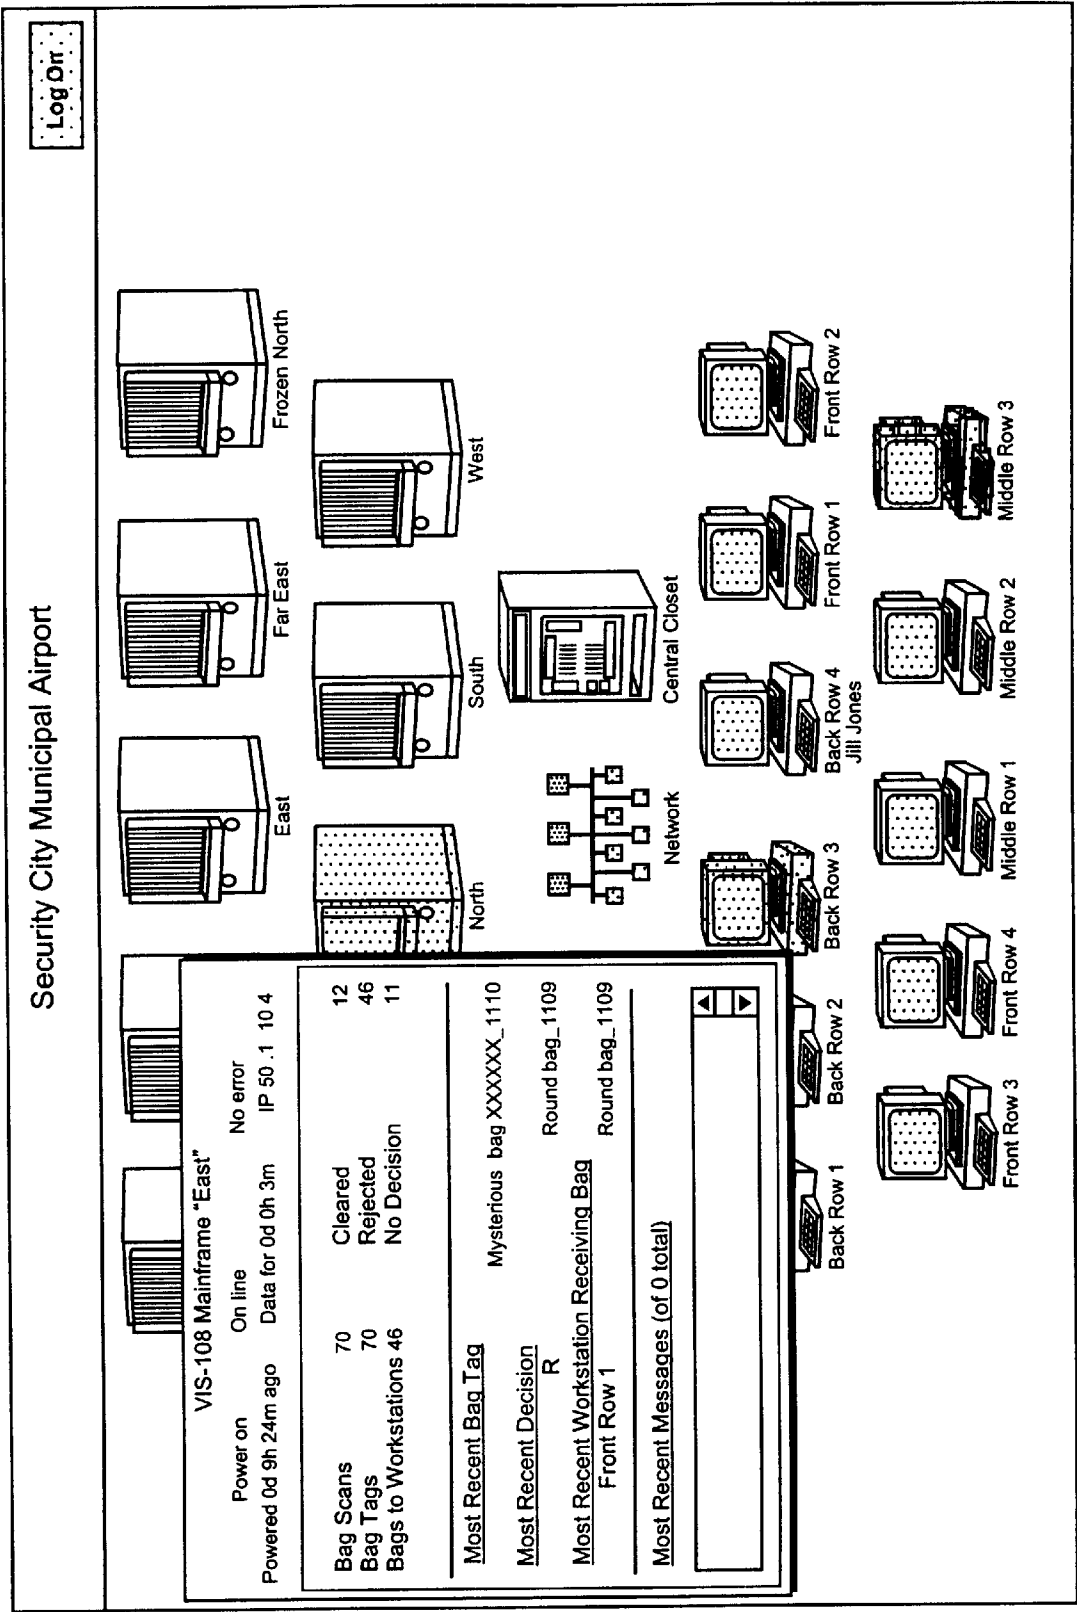 Security City Municipal Airport
Log Off
East
Far East
Frozen North
North
South
West
Network
Central Closet
VIS-108 Mainframe "East"
Power on On line No error
Powered 0d 9h 24m ago Data for 0d 0h 3m IP 50 .1 10 4
Bag Scans 70 Cleared 12
Bag Tags 70 Rejected 46
Bags to Workstations 46 No Decision 11
Most Recent Bag Tag
Mysterious bag XXXXXX_1110
Most Recent Decision
R Round bag_1109
Most Recent Workstation Receiving Bag
Front Row 1 Round bag_1109
Most Recent Messages (of 0 total)
Back Row 1
Back Row 2
Back Row 3
Back Row 4
Jill Jones
Front Row 1
Front Row 2
Front Row 3
Front Row 4
Middle Row 1
Middle Row 2
Middle Row 3